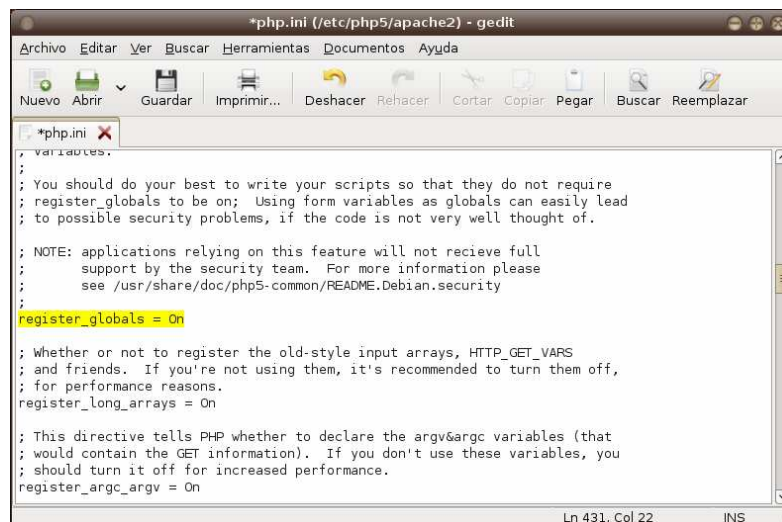 *php.ini (/etc/php5/apache2) - gedit
Archivo Editar Ver Buscar Herramientas Documentos Ayuda
Nuevo Abrir Guardar Imprimir... Deshacer Rehacer Cortar Copiar Pegar Buscar Reemplazar
*php.ini
; variables.
;
; You should do your best to write your scripts so that they do not require
; register_globals to be on;  Using form variables as globals can easily lead
; to possible security problems, if the code is not very well thought of.
; NOTE: applications relying on this feature will not recieve full
;       support by the security team.  For more information please
;       see /usr/share/doc/php5-common/README.Debian.security
;
register_globals = On
; Whether or not to register the old-style input arrays, HTTP_GET_VARS
; and friends.  If you're not using them, it's recommended to turn them off,
; for performance reasons.
register_long_arrays = On
; This directive tells PHP whether to declare the argv&argc variables (that
; would contain the GET information).  If you don't use these variables, you
; should turn it off for increased performance.
register_argc_argv = On
Ln 431, Col 22 INS